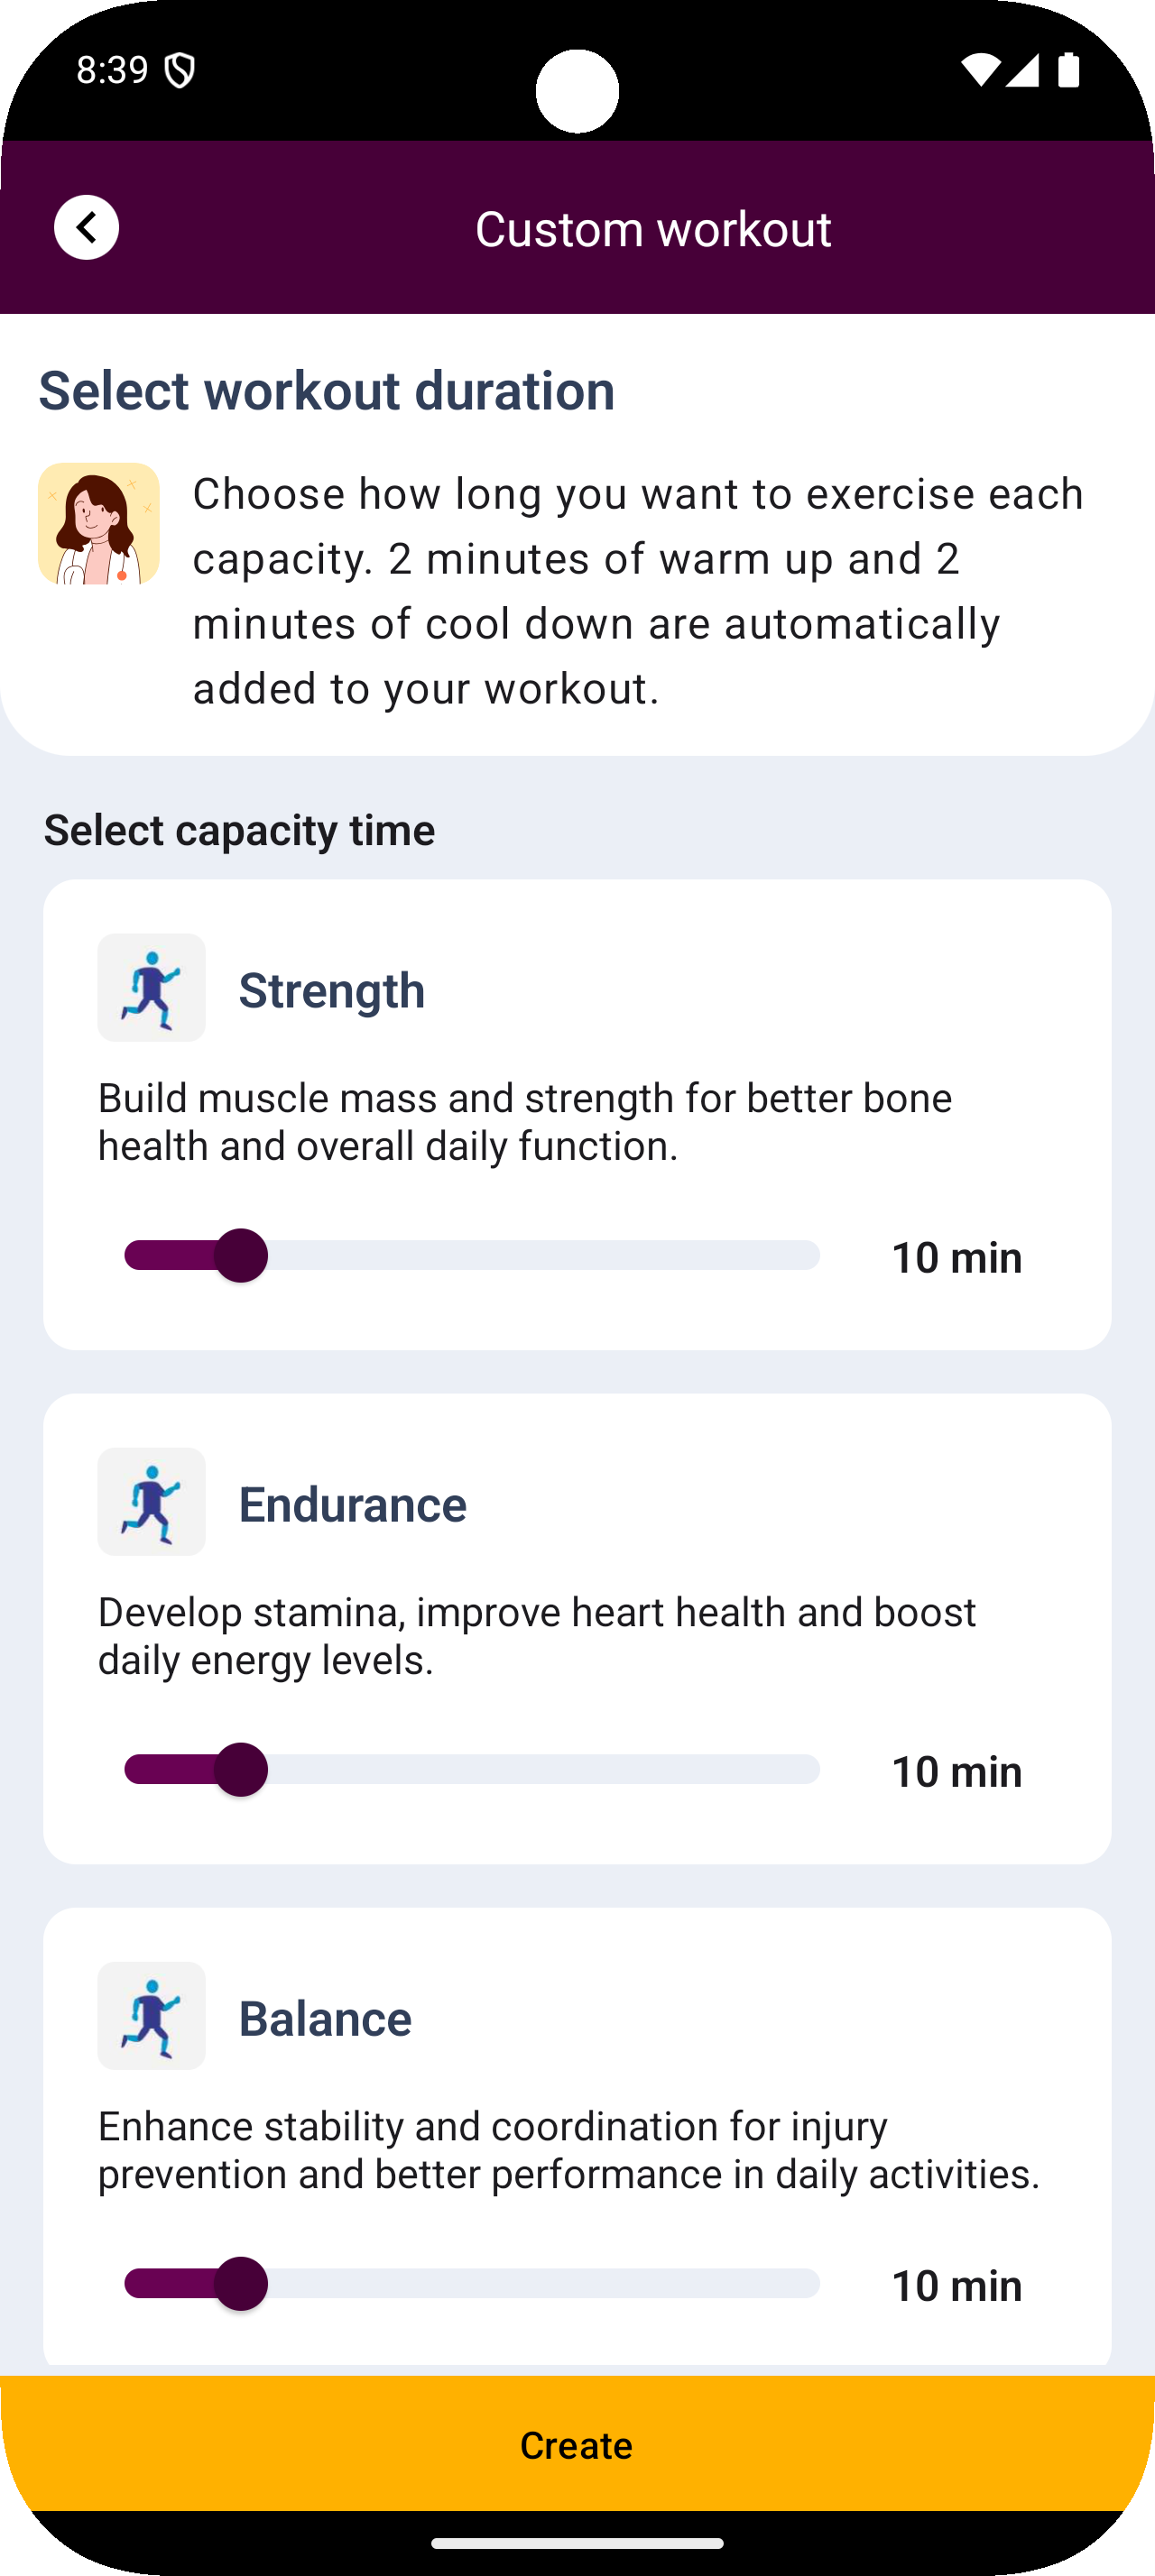 8:39
Custom workout
Select workout duration
Choose how long you want to exercise each
capacity. 2 minutes of warm up and 2
minutes of cool down are automatically
added to your workout.
Select capacity time
Strength
Build muscle mass and strength for better bone
health and overall daily function.
10 min
Endurance
Develop stamina, improve heart health and boost
daily energy levels.
10 min
Balance
Enhance stability and coordination for injury
prevention and better performance in daily activities.
10 min
Create